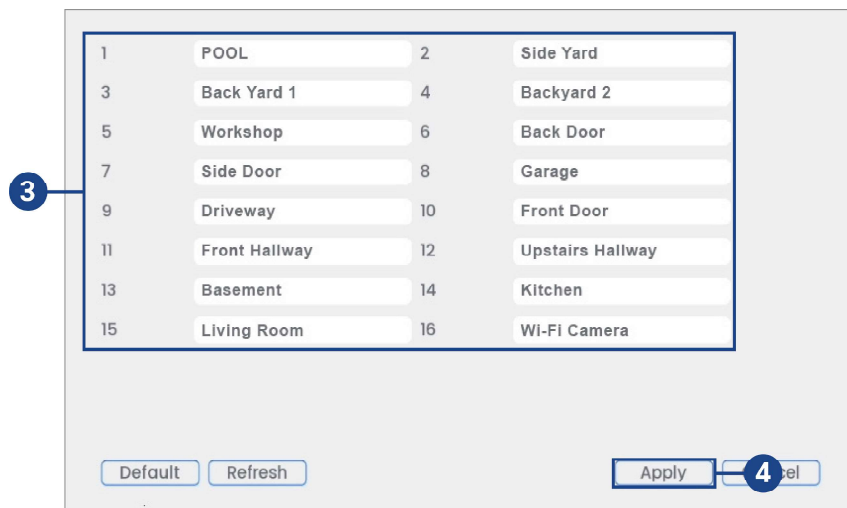 1 POOL 2 Side Yard
3 Back Yard 1 4 Backyard 2
5 Workshop 6 Back Door
7 Side Door 8 Garage
3
9 Driveway 10 Front Door
11 Front Hallway 12 Upstairs Hallway
13 Basement 14 Kitchen
15 Living Room 16 Wi-Fi Camera
Default Refresh Apply 4 cel